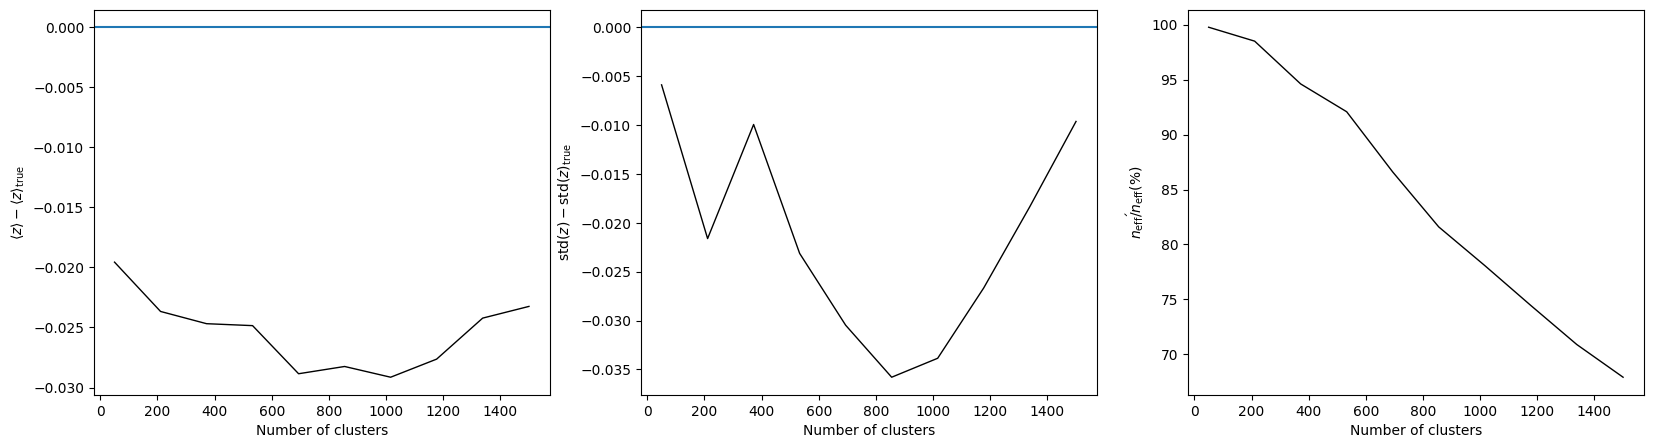 0.000
−0.005
−0.010
−0.015
−0.020
−0.025
−0.030
⟨z⟩ − ⟨z⟩true
0 200 400 600 800 1000 1200 1400
Number of clusters
0.000
−0.005
−0.010
−0.015
−0.020
−0.025
−0.030
−0.035
std(z) − std(z)true
0 200 400 600 800 1000 1200 1400
Number of clusters
100
95
90
85
80
75
70
n′eff/neff(%)
0 200 400 600 800 1000 1200 1400
Number of clusters